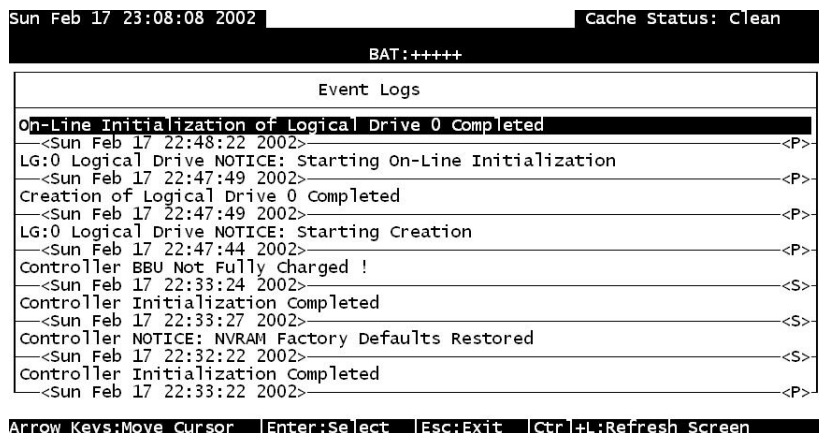 Sun Feb 17 23:08:08 2002 Cache Status: Clean
BAT:+++++
Event Logs
On-Line Initialization of Logical Drive 0 Completed
<Sun Feb 17 22:48:22 2002> <P>
LG:0 Logical Drive NOTICE: Starting On-Line Initialization
<Sun Feb 17 22:47:49 2002> <P>
Creation of Logical Drive 0 Completed
<Sun Feb 17 22:47:49 2002> <P>
LG:0 Logical Drive NOTICE: Starting Creation
<Sun Feb 17 22:47:44 2002> <P>
Controller BBU Not Fully Charged !
<Sun Feb 17 22:33:24 2002> <S>
Controller Initialization Completed
<Sun Feb 17 22:33:27 2002> <S>
Controller NOTICE: NVRAM Factory Defaults Restored
<Sun Feb 17 22:32:22 2002> <S>
Controller Initialization Completed
<Sun Feb 17 22:33:22 2002> <P>
Arrow Keys:Move Cursor |Enter:Select |Esc:Exit |Ctrl+L:Refresh Screen